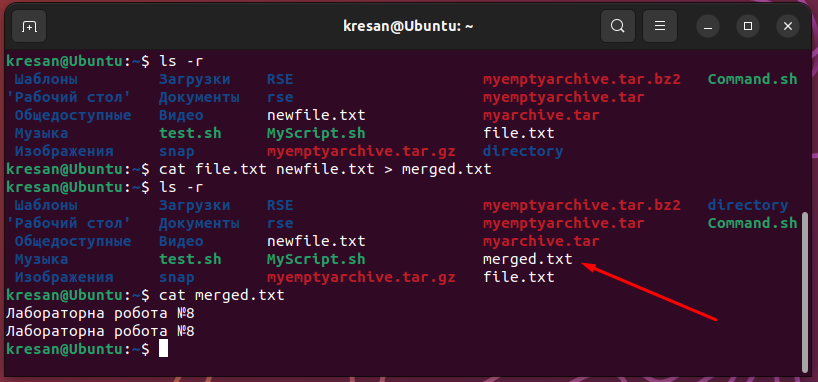 kresan@Ubuntu: ~
kresan@Ubuntu:~$ ls -r
Шаблоны Загрузки RSE myemptyarchive.tar.bz2 Command.sh
'Рабочий стол' Документы rse myemptyarchive.tar
Общедоступные Видео newfile.txt myarchive.tar
Музыка test.sh MyScript.sh file.txt
Изображения snap myemptyarchive.tar.gz directory
kresan@Ubuntu:~$ cat file.txt newfile.txt > merged.txt
kresan@Ubuntu:~$ ls -r
Шаблоны Загрузки RSE myemptyarchive.tar.bz2 directory
'Рабочий стол' Документы rse myemptyarchive.tar Command.sh
Общедоступные Видео newfile.txt myarchive.tar
Музыка test.sh MyScript.sh merged.txt
Изображения snap myemptyarchive.tar.gz file.txt
kresan@Ubuntu:~$ cat merged.txt
Лабораторна робота №8
Лабораторна робота №8
kresan@Ubuntu:~$